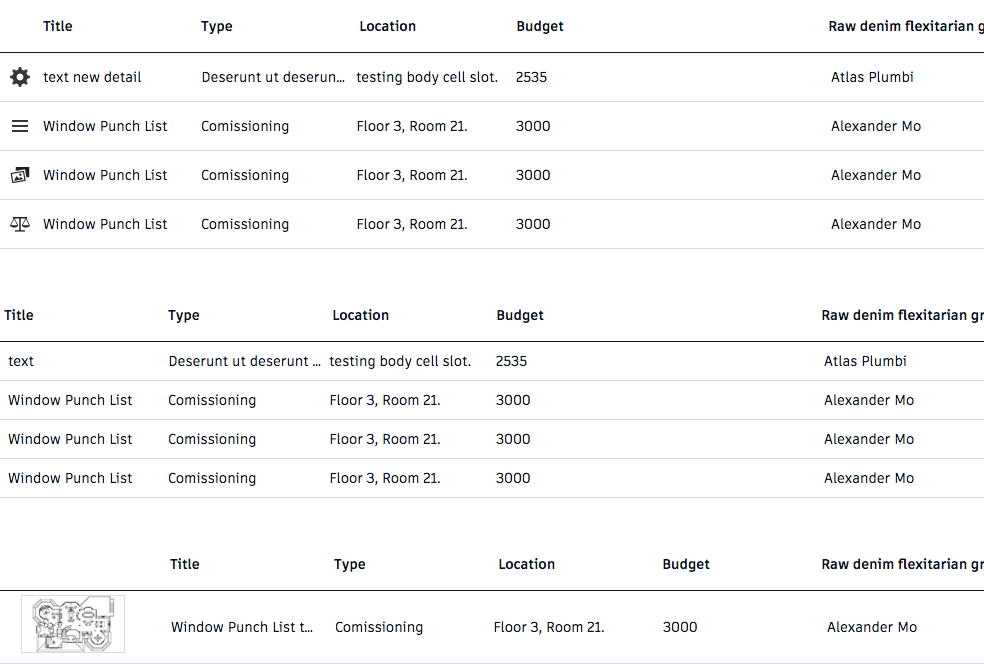 Title Type Location Budget Raw denim flexitarian g
text new detail Deserunt ut deserun... testing body cell slot. 2535 Atlas Plumbi
Window Punch List Comissioning Floor 3, Room 21. 3000 Alexander Mo
Window Punch List Comissioning Floor 3, Room 21. 3000 Alexander Mo
Window Punch List Comissioning Floor 3, Room 21. 3000 Alexander Mo
Title Type Location Budget Raw denim flexitarian gr
text Deserunt ut deserunt ... testing body cell slot. 2535 Atlas Plumbi
Window Punch List Comissioning Floor 3, Room 21. 3000 Alexander Mo
Window Punch List Comissioning Floor 3, Room 21. 3000 Alexander Mo
Window Punch List Comissioning Floor 3, Room 21. 3000 Alexander Mo
Title Type Location Budget Raw denim flexitarian gr
Window Punch List t... Comissioning Floor 3, Room 21. 3000 Alexander Mo